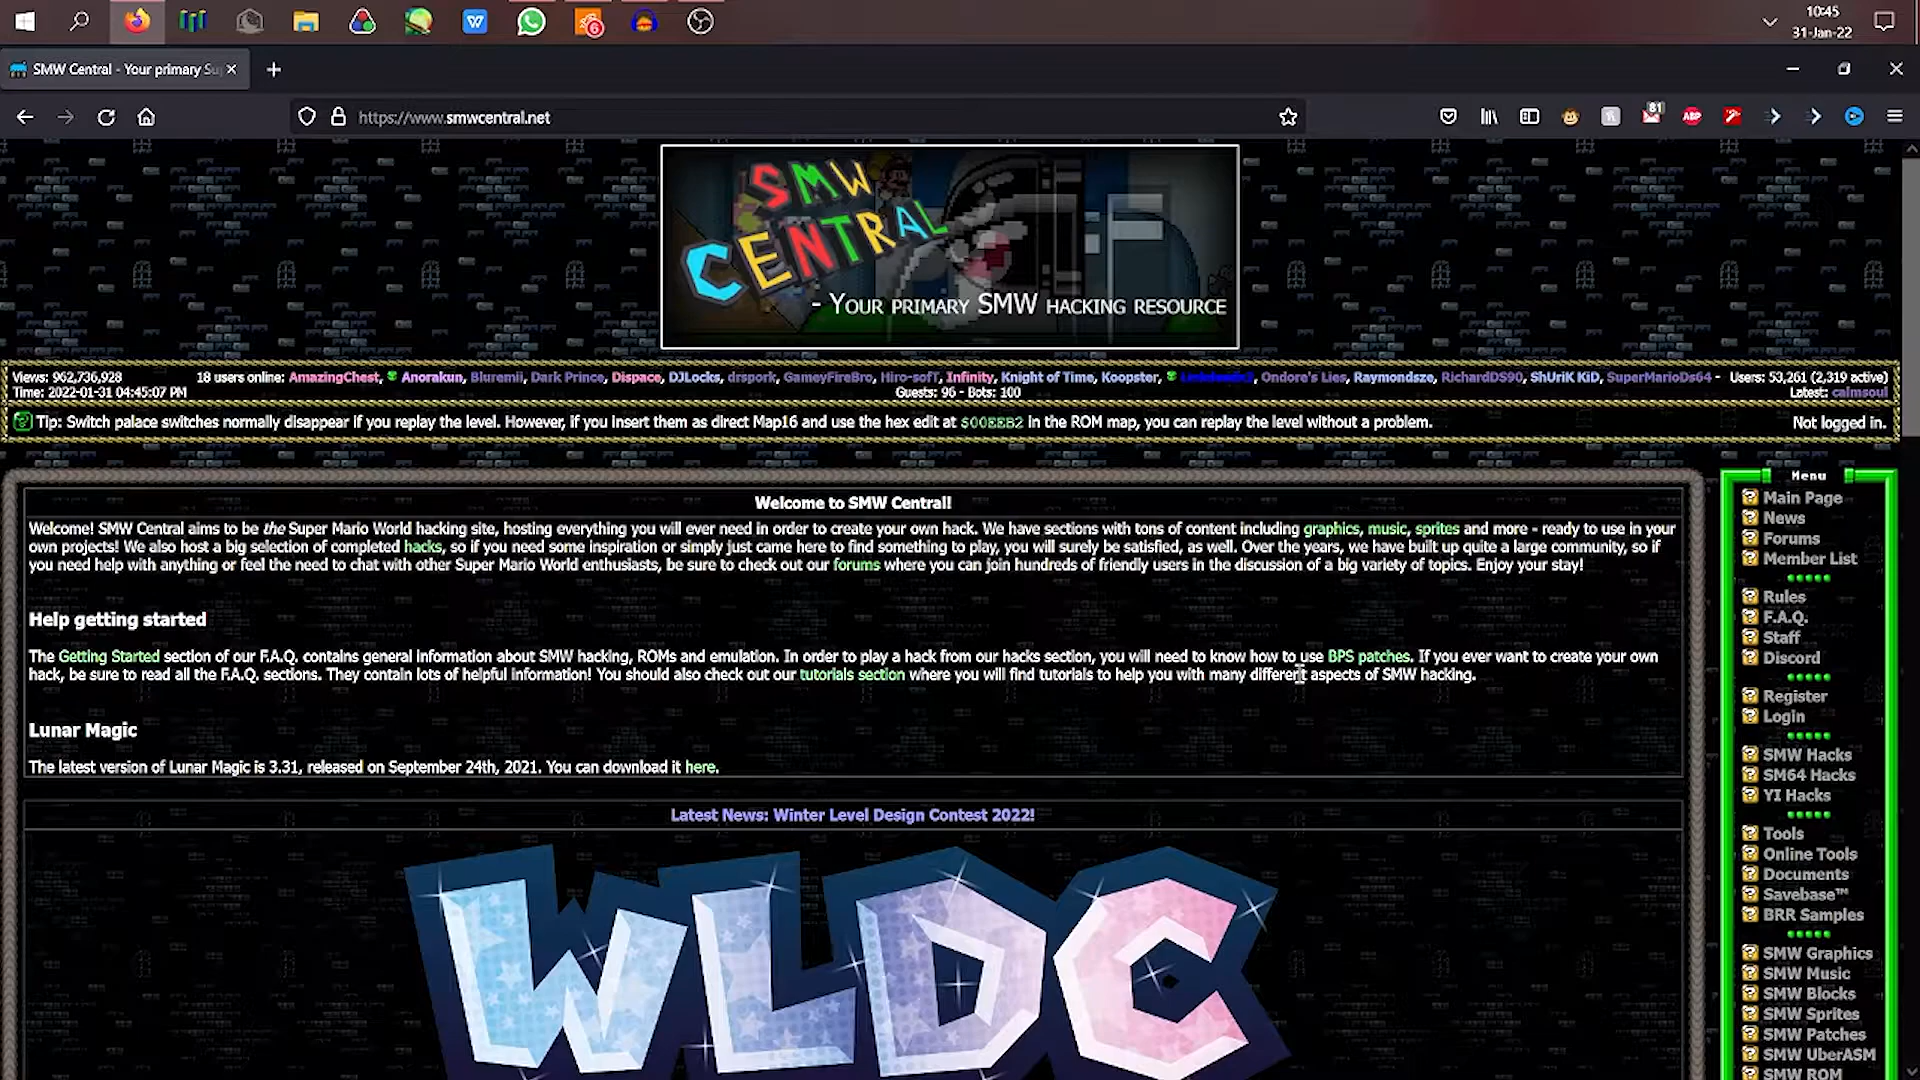 10:45
31-Jan-22
6
SMW Central - Your primary Su
https://www.smwcentral.net
81
ABP
SMW
CENTRAL
- YOUR PRIMARY SMW HACKING RESOURCE
Views: 962,736,928
Time: 2022-01-31 04:45:07 PM
18 users online: AmazingChest, Anorakun, Bluremii, Dark Prince, Dispace, DJLocks, drspork, GameyFireBro, Hiro-sofT, Infinity, Knight of Time, Koopster, Ondore's Lies, Raymondsze, RichardDS90, ShUriK KiD, SuperMarioDs64 -
Guests: 96 - Bots: 100
Users: 53,261 (2,319 active)
Latest: calmsoul
Tip: Switch palace switches normally disappear if you replay the level. However, if you insert them as direct Map16 and use the hex edit at $00EEB2 in the ROM map, you can replay the level without a problem.
Not logged in.
Welcome to SMW Central!
Welcome! SMW Central aims to be the Super Mario World hacking site, hosting everything you will ever need in order to create your own hack. We have sections with tons of content including graphics, music, sprites and more - ready to use in your
own projects! We also host a big selection of completed hacks, so if you need some inspiration or simply just came here to find something to play, you will surely be satisfied, as well. Over the years, we have built up quite a large community, so if
you need help with anything or feel the need to chat with other Super Mario World enthusiasts, be sure to check out our forums where you can join hundreds of friendly users in the discussion of a big variety of topics. Enjoy your stay!
Help getting started
The Getting Started section of our F.A.Q. contains general information about SMW hacking, ROMs and emulation. In order to play a hack from our hacks section, you will need to know how to use BPS patches. If you ever want to create your own
hack, be sure to read all the F.A.Q. sections. They contain lots of helpful information! You should also check out our tutorials section where you will find tutorials to help you with many different aspects of SMW hacking.
Lunar Magic
The latest version of Lunar Magic is 3.31, released on September 24th, 2021. You can download it here.
Latest News: Winter Level Design Contest 2022!
WLDC
Menu
Main Page
News
Forums
Member List
Rules
F.A.Q.
Staff
Discord
Register
Login
SMW Hacks
SM64 Hacks
YI Hacks
Tools
Online Tools
Documents
Savebase™
BRR Samples
SMW Graphics
SMW Music
SMW Blocks
SMW Sprites
SMW Patches
SMW UberASM
SMW ROM